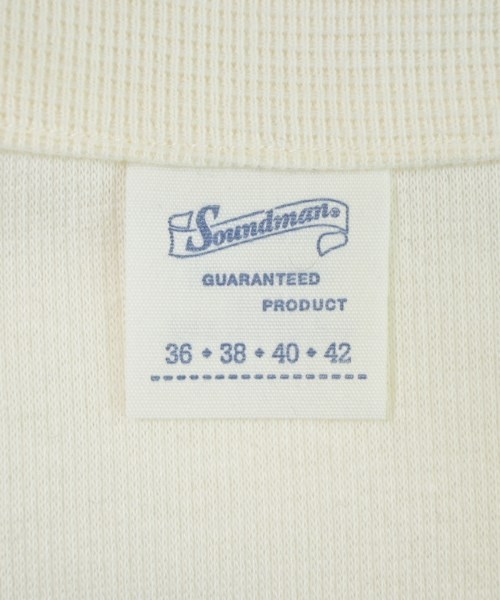 Soundman®
GUARANTEED
PRODUCT
36 • 38 • 40 • 42